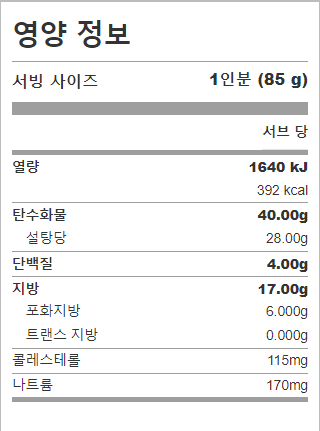 영양 정보
서빙 사이즈 1인분 (85 g)
서브 당
열량 1640 kJ
392 kcal
탄수화물 40.00g
설탕당 28.00g
단백질 4.00g
지방 17.00g
포화지방 6.000g
트랜스 지방 0.000g
콜레스테롤 115mg
나트륨 170mg